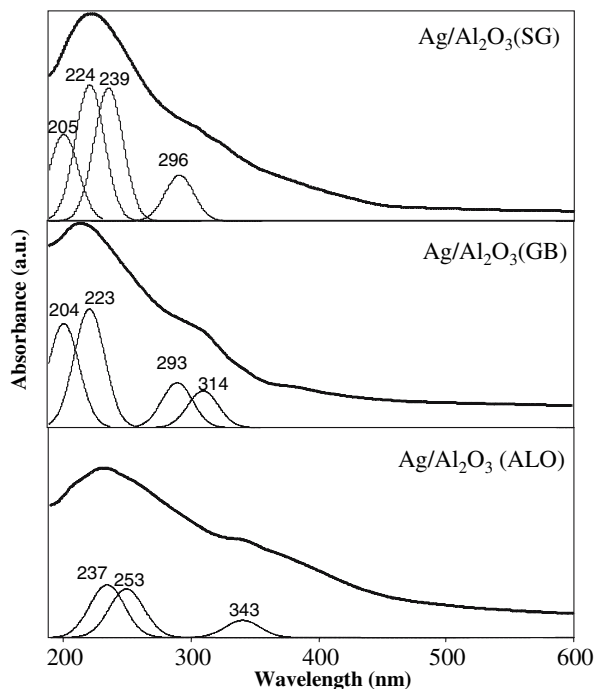 Ag/Al₂O₃(SG)
224 239
205
296
Ag/Al₂O₃(GB)
204 223
293
314
Ag/Al₂O₃ (ALO)
237 253
343
200 300 400 500 600
Wavelength (nm)
Absorbance (a.u.)